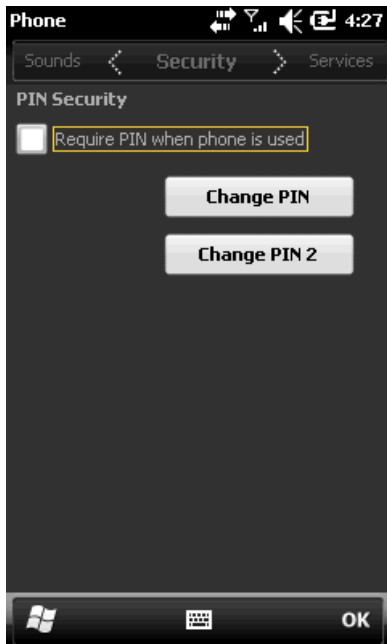 Phone 4:27
Sounds Security Services
PIN Security
Require PIN when phone is used
Change PIN
Change PIN 2
OK